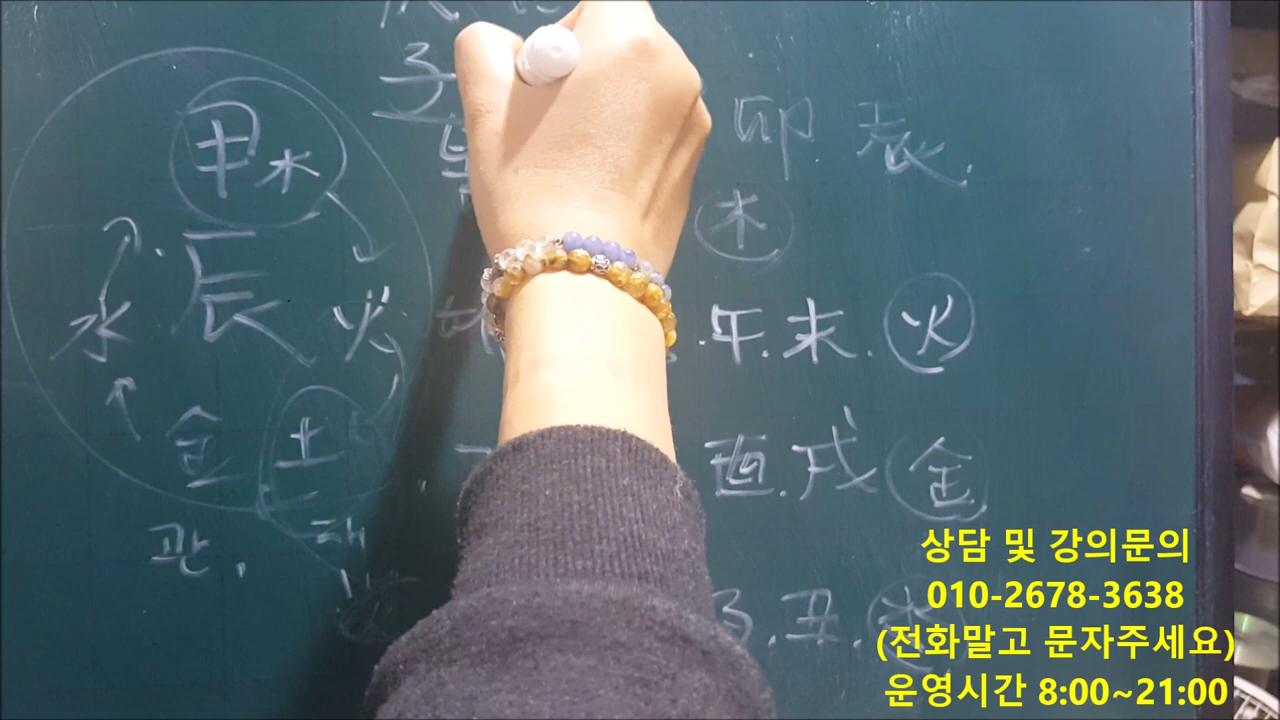 子
卯 辰.
甲木
木
辰
水 火
.午.未. 火
金 土
酉.戌 金
관.
.丑. 水
상담 및 강의문의
010-2678-3638
(전화말고 문자주세요)
운영시간 8:00~21:00